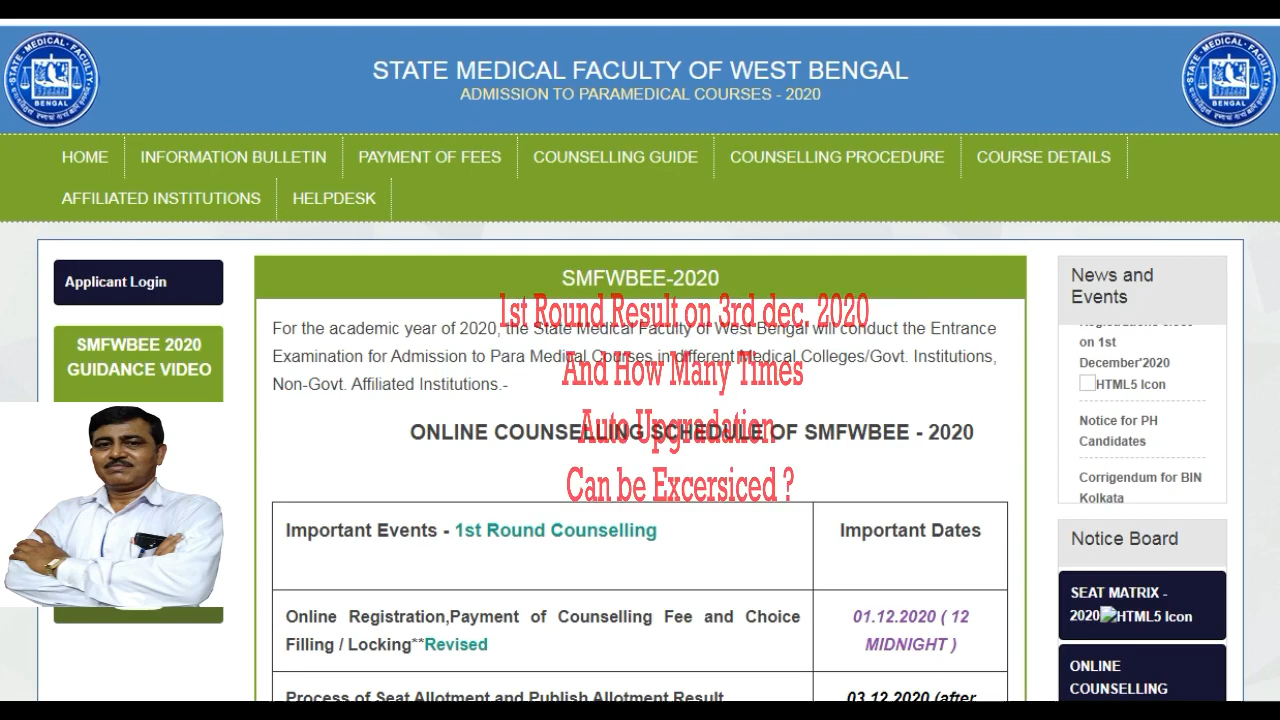 STATE MEDICAL FACULTY OF WEST BENGAL
ADMISSION TO PARAMEDICAL COURSES - 2020
HOME
INFORMATION BULLETIN
PAYMENT OF FEES
COUNSELLING GUIDE
COUNSELLING PROCEDURE
COURSE DETAILS
AFFILIATED INSTITUTIONS
HELPDESK
Applicant Login
SMFWBEE 2020
GUIDANCE VIDEO
SMFWBEE-2020
1st Round Result on 3rd dec. 2020
For the academic year of 2020, the State Medical Faculty of West Bengal will conduct the Entrance
Examination for Admission to Para Medical Courses in different Medical Colleges/Govt. Institutions,
And How Many Times
Non-Govt. Affiliated Institutions.-
Auto Upgradation
ONLINE COUNSELLING SCHEDULE OF SMFWBEE - 2020
Can be Excersiced ?
Important Events - 1st Round Counselling
Important Dates
Online Registration,Payment of Counselling Fee and Choice
Filling / Locking**Revised
01.12.2020 ( 12
MIDNIGHT )
Process of Seat Allotment and Publish Allotment Result
03.12.2020 (after
News and
Events
Registrations close
on 1st
December'2020
HTML5 Icon
Notice for PH
Candidates
Corrigendum for BIN
Kolkata
Notice Board
SEAT MATRIX -
2020 HTML5 Icon
ONLINE
COUNSELLING